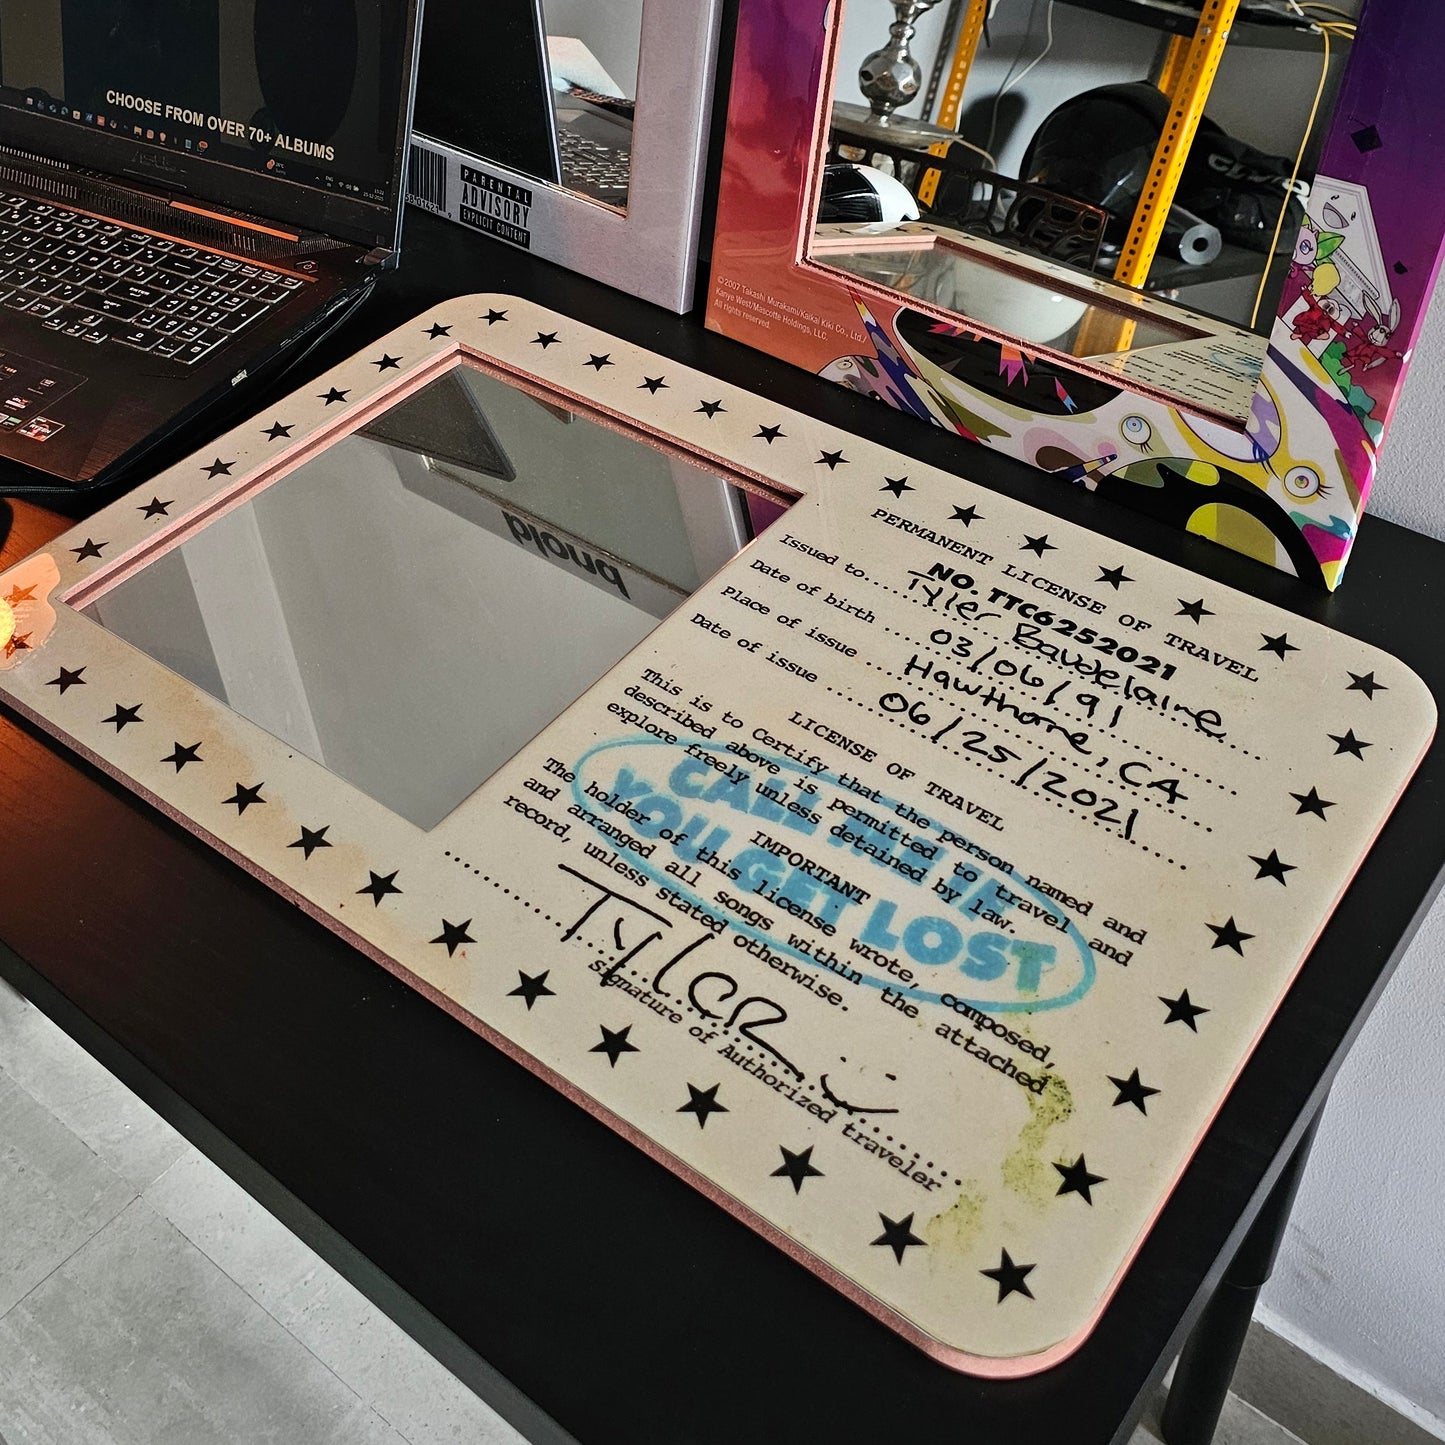 CHOOSE FROM OVER 70+ ALBUMS
ASUS
PARENTAL
ADVISORY
EXPLICIT CONTENT
©2007 Takashi Murakami/Kaikai Kiki Co., Ltd./
Kanye West/Mascotte Holdings, LLC.
All rights reserved.
blond
PERMANENT LICENSE OF TRAVEL
NO. TTC6252021
Issued to.... Tyler Baudelaire
Date of birth .... 03/06/91
Place of issue ... Hawthorne, CA
Date of issue .... 06/25/2021
LICENSE OF TRAVEL
This is to Certify that the person named and
described above is permitted to travel and
explore freely unless detained by law.
IMPORTANT
The holder of this license wrote, composed,
and arranged all songs within the attached
record, unless stated otherwise.
CALL ME IF
YOU GET LOST
Tyler
signature of Authorized traveler